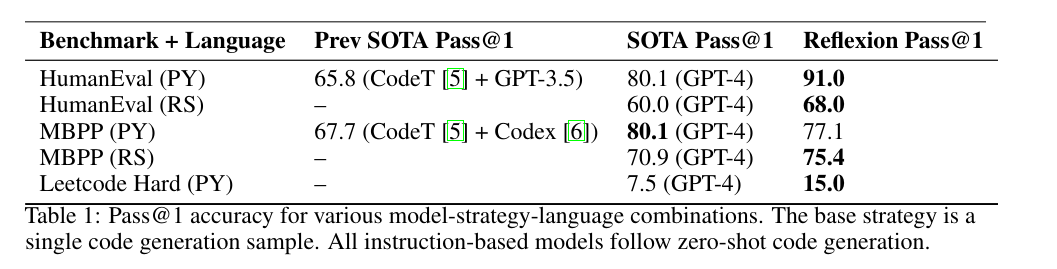 Benchmark + Language Prev SOTA Pass@1 SOTA Pass@1 Reflexion Pass@1
HumanEval (PY) 65.8 (CodeT [5] + GPT-3.5) 80.1 (GPT-4) 91.0
HumanEval (RS) – 60.0 (GPT-4) 68.0
MBPP (PY) 67.7 (CodeT [5] + Codex [6]) 80.1 (GPT-4) 77.1
MBPP (RS) – 70.9 (GPT-4) 75.4
Leetcode Hard (PY) – 7.5 (GPT-4) 15.0
Table 1: Pass@1 accuracy for various model-strategy-language combinations. The base strategy is a
single code generation sample. All instruction-based models follow zero-shot code generation.